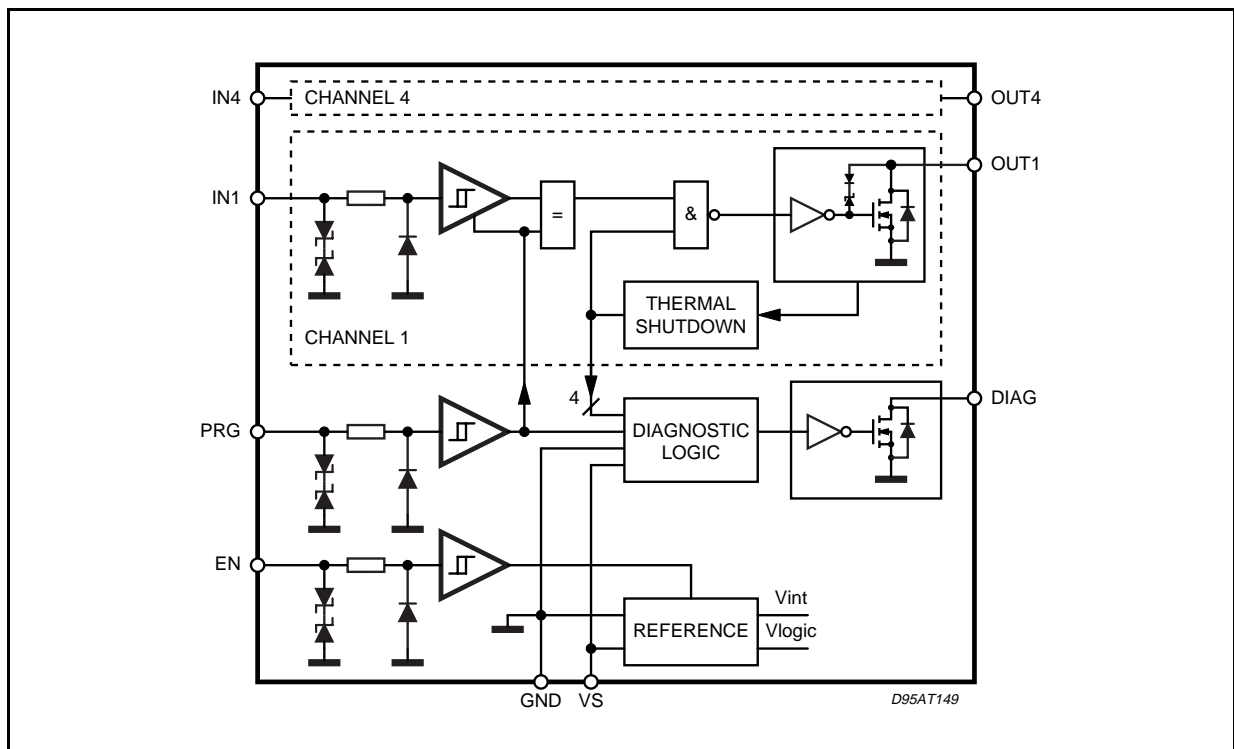 IN4
CHANNEL 4
OUT4
OUT1
IN1
=
&
THERMAL
SHUTDOWN
CHANNEL 1
4
DIAG
PRG
DIAGNOSTIC
LOGIC
EN
Vint
REFERENCE
Vlogic
GND
VS
D95AT149